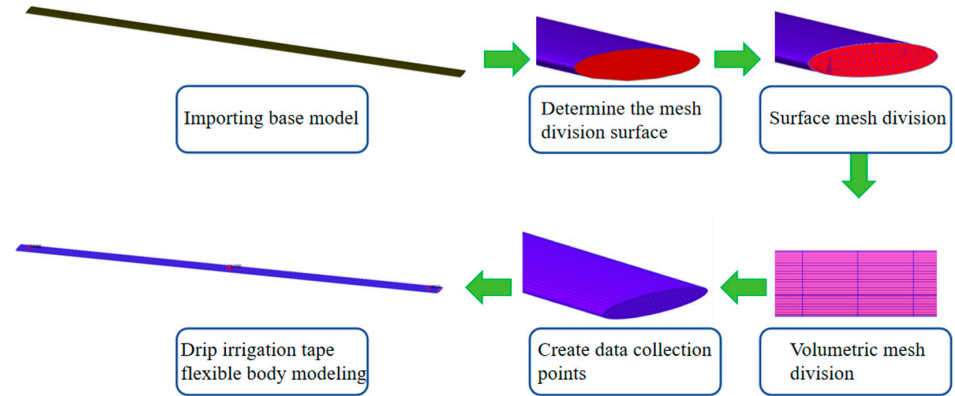 Importing base model
Determine the mesh
division surface
Surface mesh division
Drip irrigation tape
flexible body modeling
Create data collection
points
Volumetric mesh
division